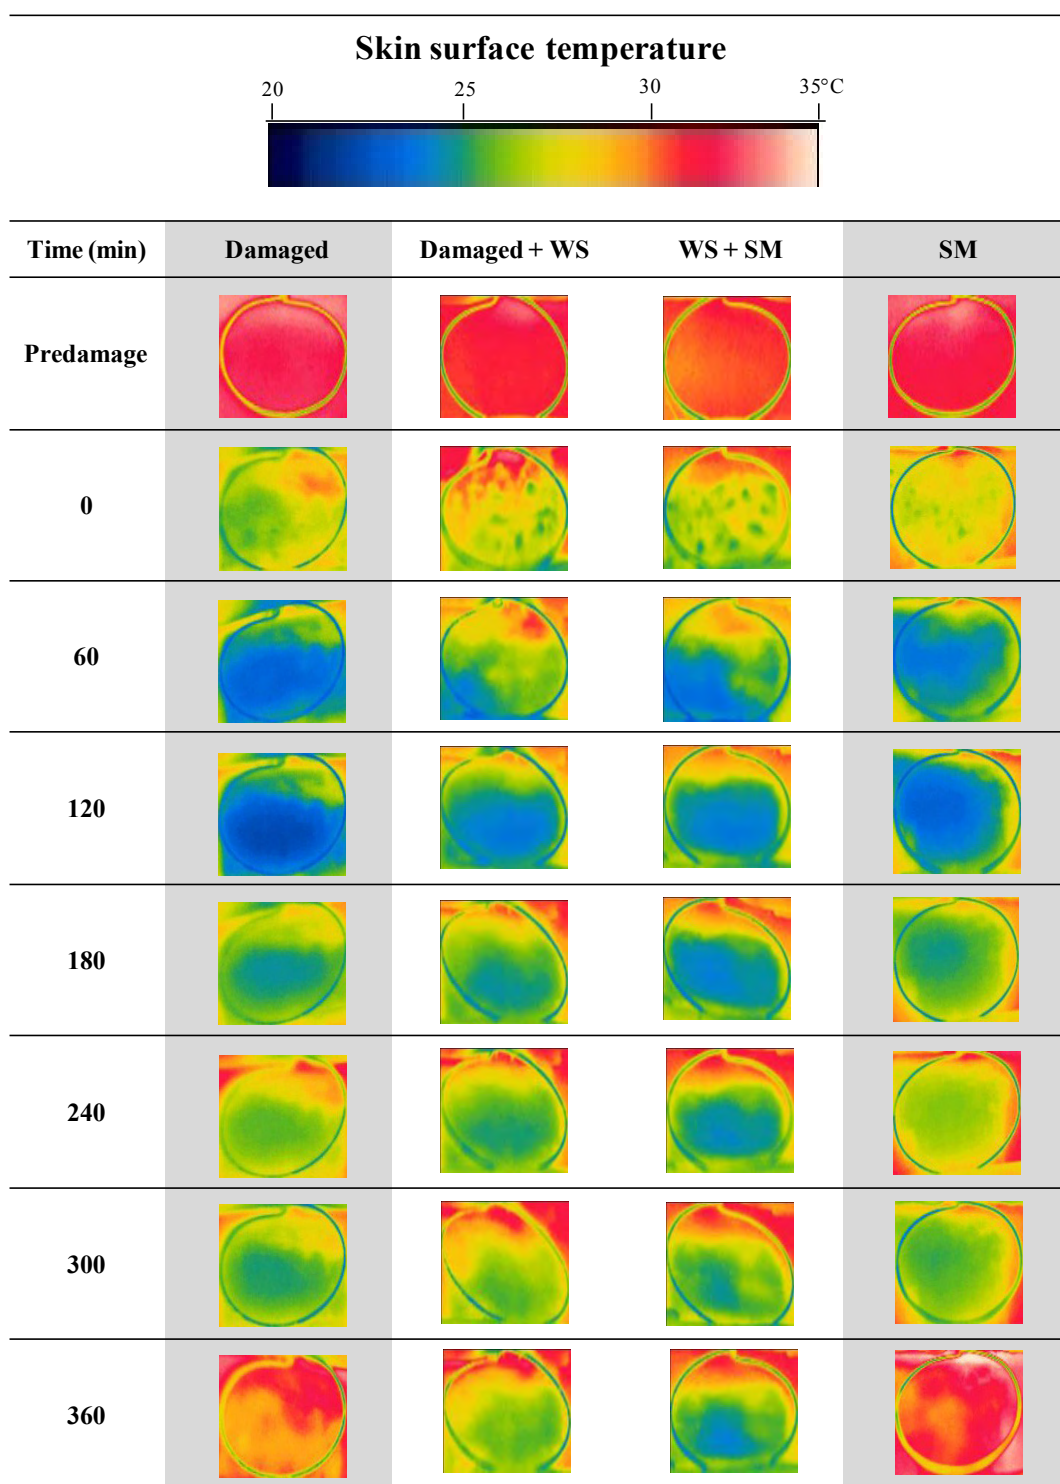 Skin surface temperature
20 25 30 35°C
Time (min) Damaged Damaged + WS WS + SM SM
Predamage
0
60
120
180
240
300
360